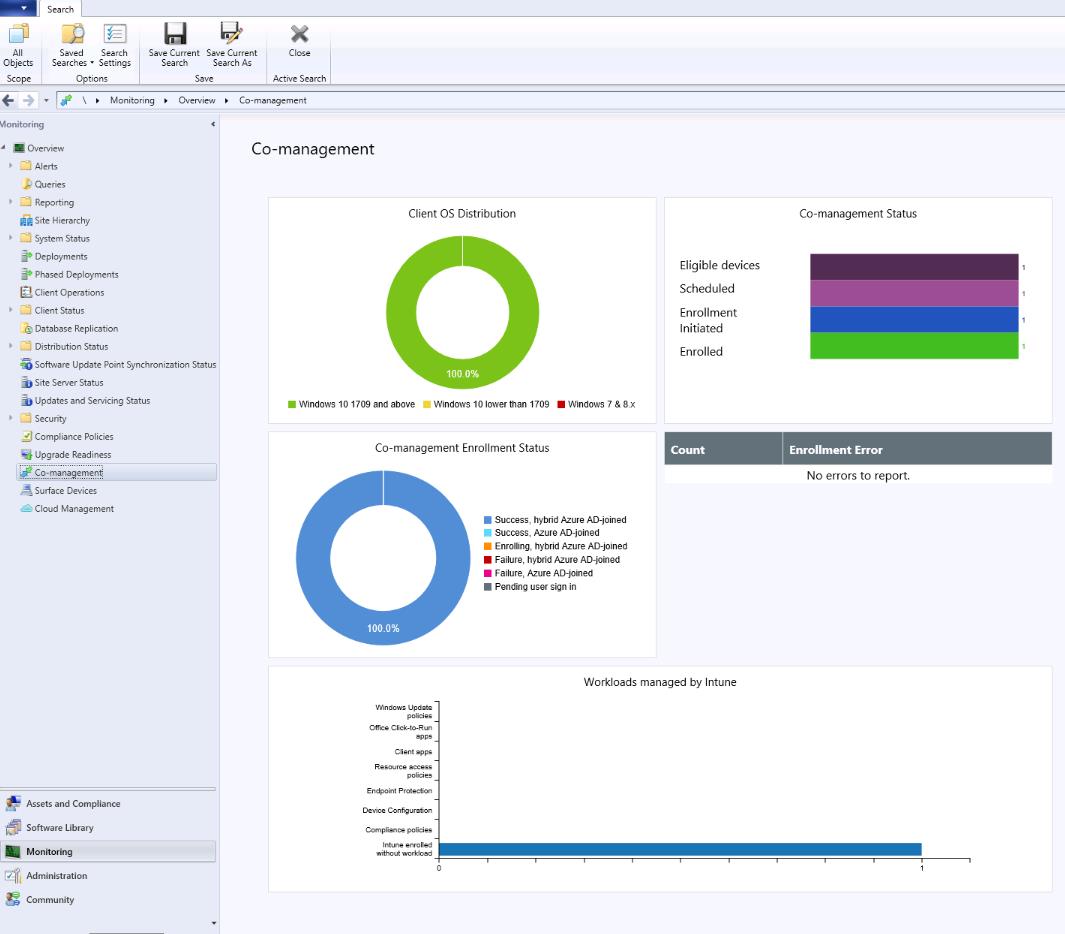 Search
All
Objects
Saved
Searches
Search
Settings
Save Current
Search
Save Current
Search As
Close
Scope
Options
Save
Active Search
\ Monitoring Overview Co-management
Monitoring
Overview
Alerts
Queries
Reporting
Site Hierarchy
System Status
Deployments
Phased Deployments
Client Operations
Client Status
Database Replication
Distribution Status
Software Update Point Synchronization Status
Site Server Status
Updates and Servicing Status
Security
Compliance Policies
Upgrade Readiness
Co-management
Surface Devices
Cloud Management
Assets and Compliance
Software Library
Monitoring
Administration
Community
Co-management
Client OS Distribution
100.0%
Windows 10 1709 and above Windows 10 lower than 1709 Windows 7 & 8.x
Co-management Status
Eligible devices 1
Scheduled 1
Enrollment
Initiated 1
Enrolled 1
Co-management Enrollment Status
100.0%
Success, hybrid Azure AD-joined
Success, Azure AD-joined
Enrolling, hybrid Azure AD-joined
Failure, hybrid Azure AD-joined
Failure, Azure AD-joined
Pending user sign in
Count Enrollment Error
No errors to report.
Workloads managed by Intune
Windows Update
policies
Office Click-to-Run
apps
Client apps
Resource access
policies
Endpoint Protection
Device Configuration
Compliance policies
Intune enrolled
without workload
0 1